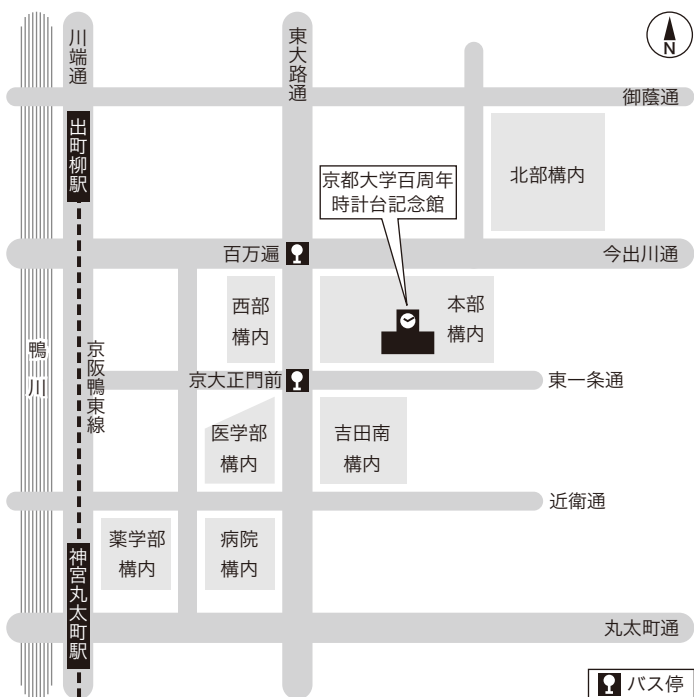 川端通
東大路通
N
御蔭通
出町柳駅
北部構内
京都大学百周年
時計台記念館
百万遍
今出川通
西部
構内
本部
構内
鴨川
京阪鴨東線
京大正門前
東一条通
医学部
構内
吉田南
構内
近衛通
薬学部
構内
病院
構内
神宮丸太町駅
丸太町通
バス停